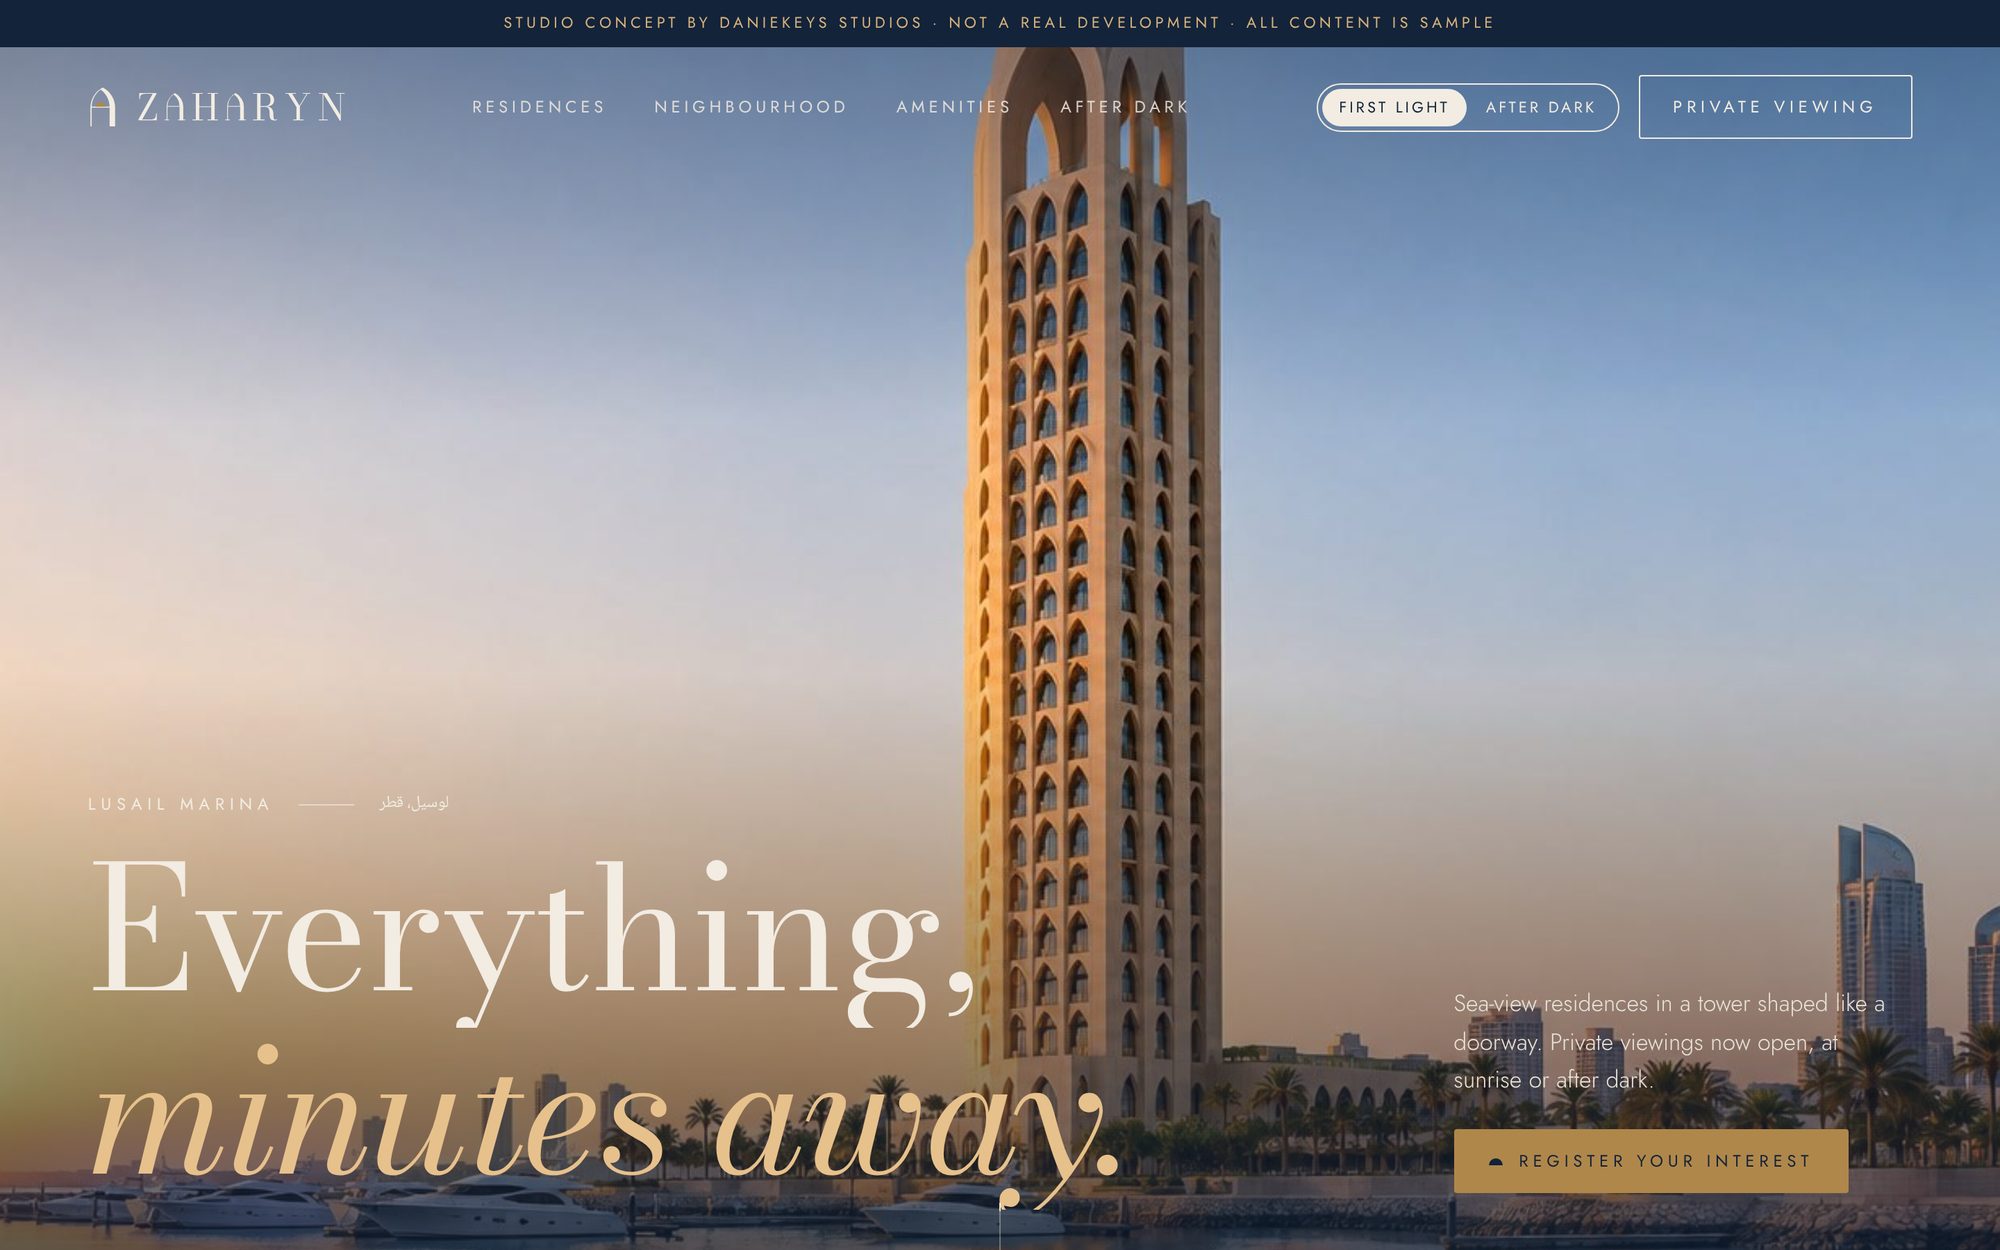 STUDIO CONCEPT BY DANIEKEYS STUDIOS · NOT A REAL DEVELOPMENT · ALL CONTENT IS SAMPLE
ZAHARYN
RESIDENCES
NEIGHBOURHOOD
AMENITIES
AFTER DARK
FIRST LIGHT
AFTER DARK
PRIVATE VIEWING
LUSAIL MARINA
لوسيل، قطر
Everything,
minutes away.
Sea-view residences in a tower shaped like a
doorway. Private viewings now open, at
sunrise or after dark.
REGISTER YOUR INTEREST